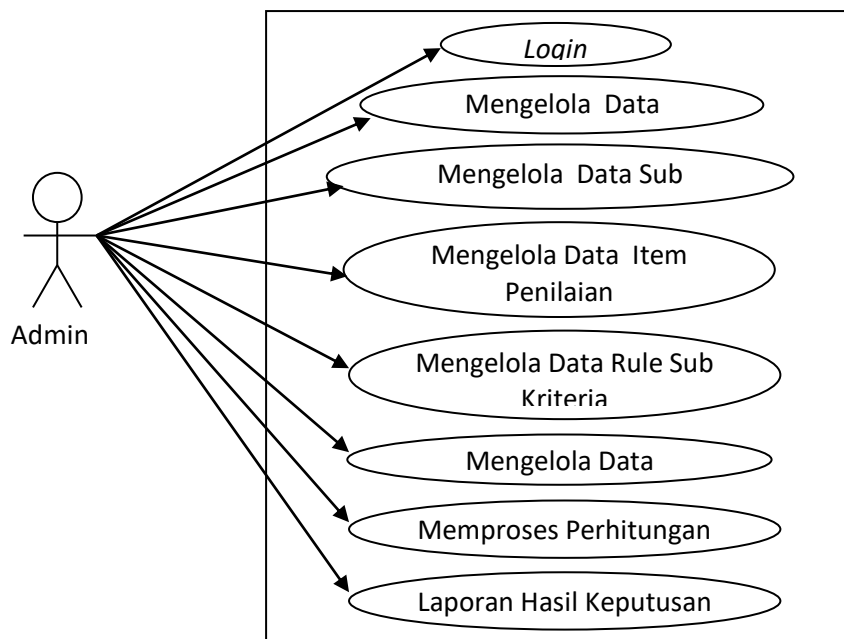 Login
Mengelola Data
Mengelola Data Sub
Mengelola Data Item
Penilaian
Admin
Mengelola Data Rule Sub
Kriteria
Mengelola Data
Memproses Perhitungan
Laporan Hasil Keputusan